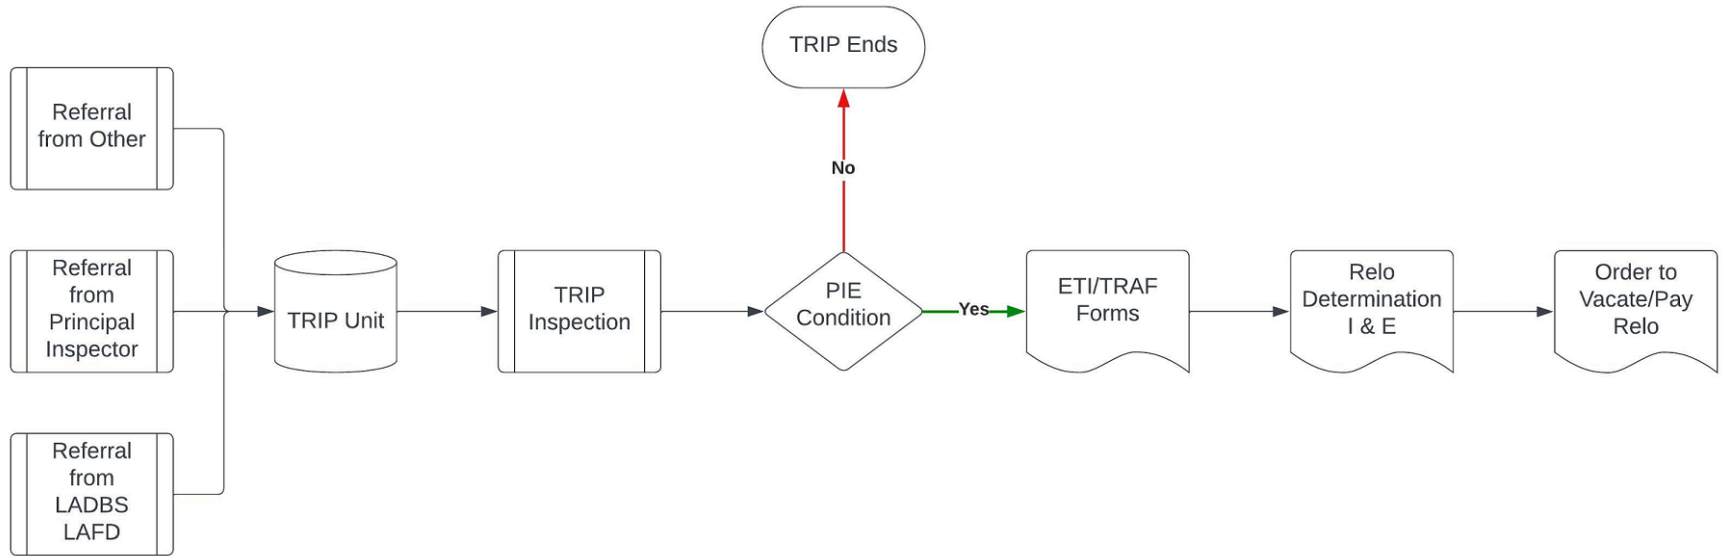 TRIP Ends
Referral
from Other
No
Referral
from
Principal
Inspector
TRIP Unit
TRIP
Inspection
PIE
Condition
Yes
ETI/TRAF
Forms
Relo
Determination
I & E
Order to
Vacate/Pay
Relo
Referral
from
LADBS
LAFD